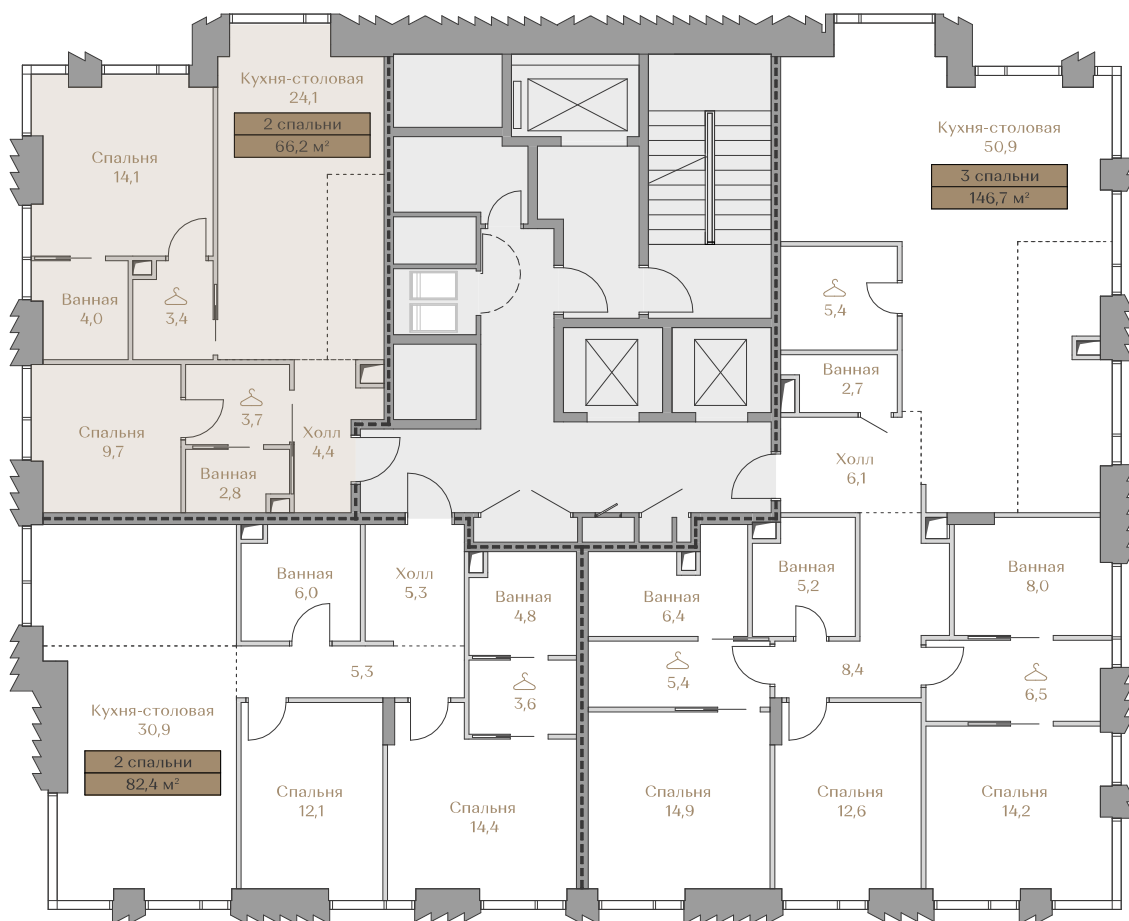 Кухня-столовая
24,1
2 спальни
66,2 м²
Спальня
14,1
Ванная
4,0
3,4
Спальня
9,7
3,7
Ванная
2,8
Холл
4,4
Кухня-столовая
50,9
3 спальни
146,7 м²
5,4
Ванная
2,7
Холл
6,1
Ванная
6,0
Холл
5,3
Ванная
4,8
5,3
3,6
Кухня-столовая
30,9
2 спальни
82,4 м²
Спальня
12,1
Спальня
14,4
Ванная
6,4
Ванная
5,2
Ванная
8,0
5,4
8,4
6,5
Спальня
14,9
Спальня
12,6
Спальня
14,2